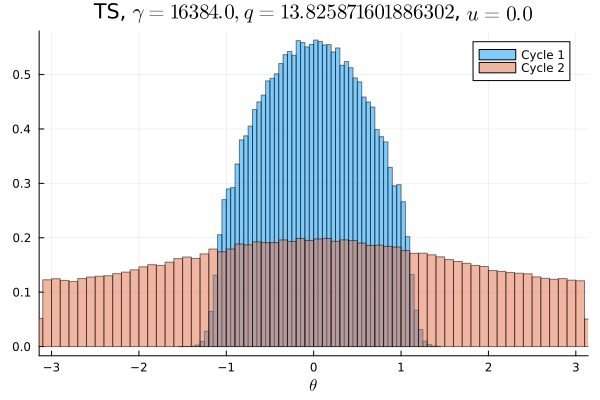 TS, γ = 16384.0, q = 13.825871601886302, u = 0.0
Cycle 1
Cycle 2
0.5
0.4
0.3
0.2
0.1
0.0
−3 −2 −1 0 1 2 3
θ